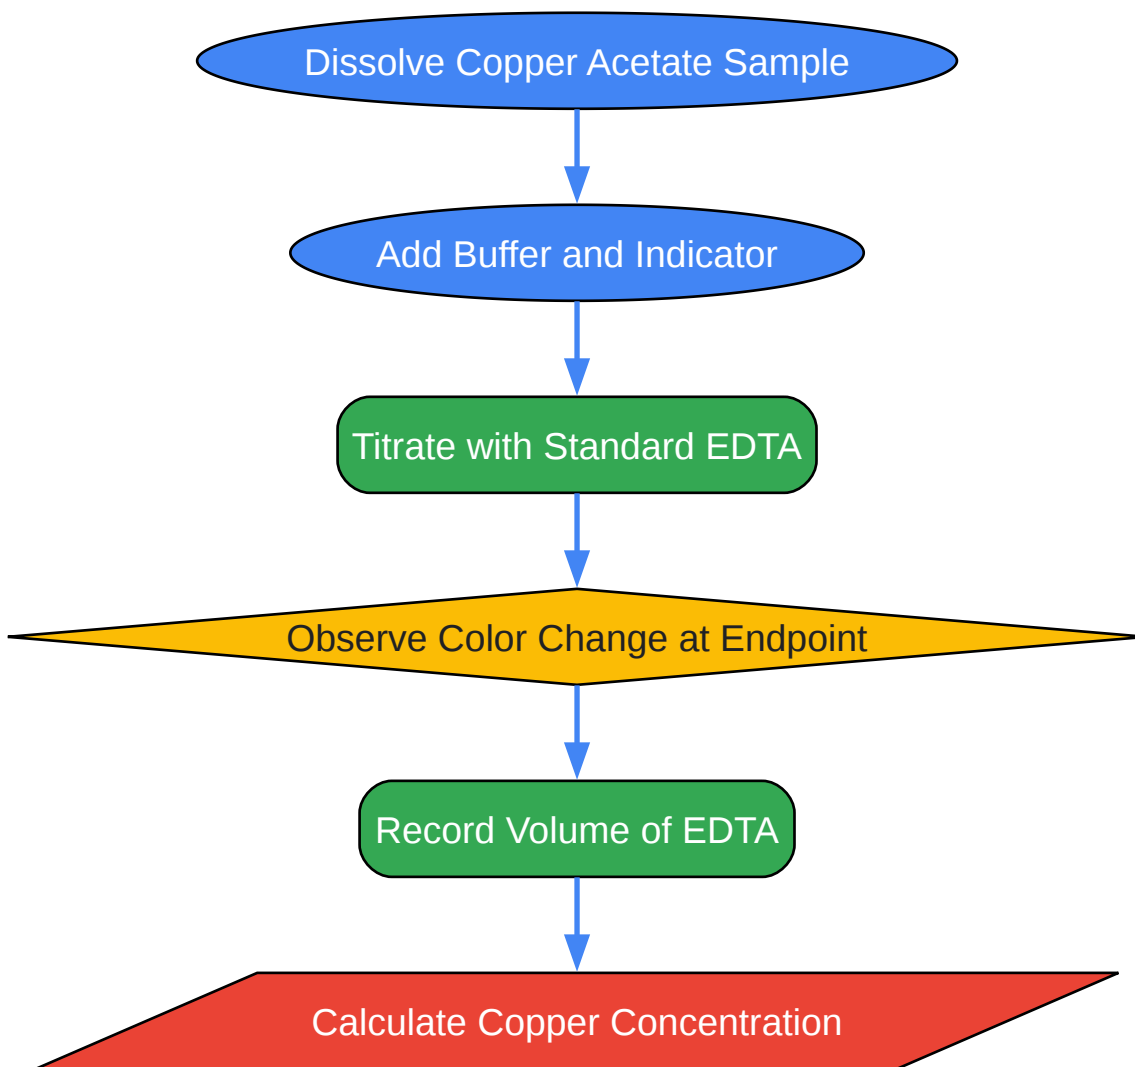 Dissolve Copper Acetate Sample
Add Buffer and Indicator
Titrate with Standard EDTA
Observe Color Change at Endpoint
Record Volume of EDTA
Calculate Copper Concentration